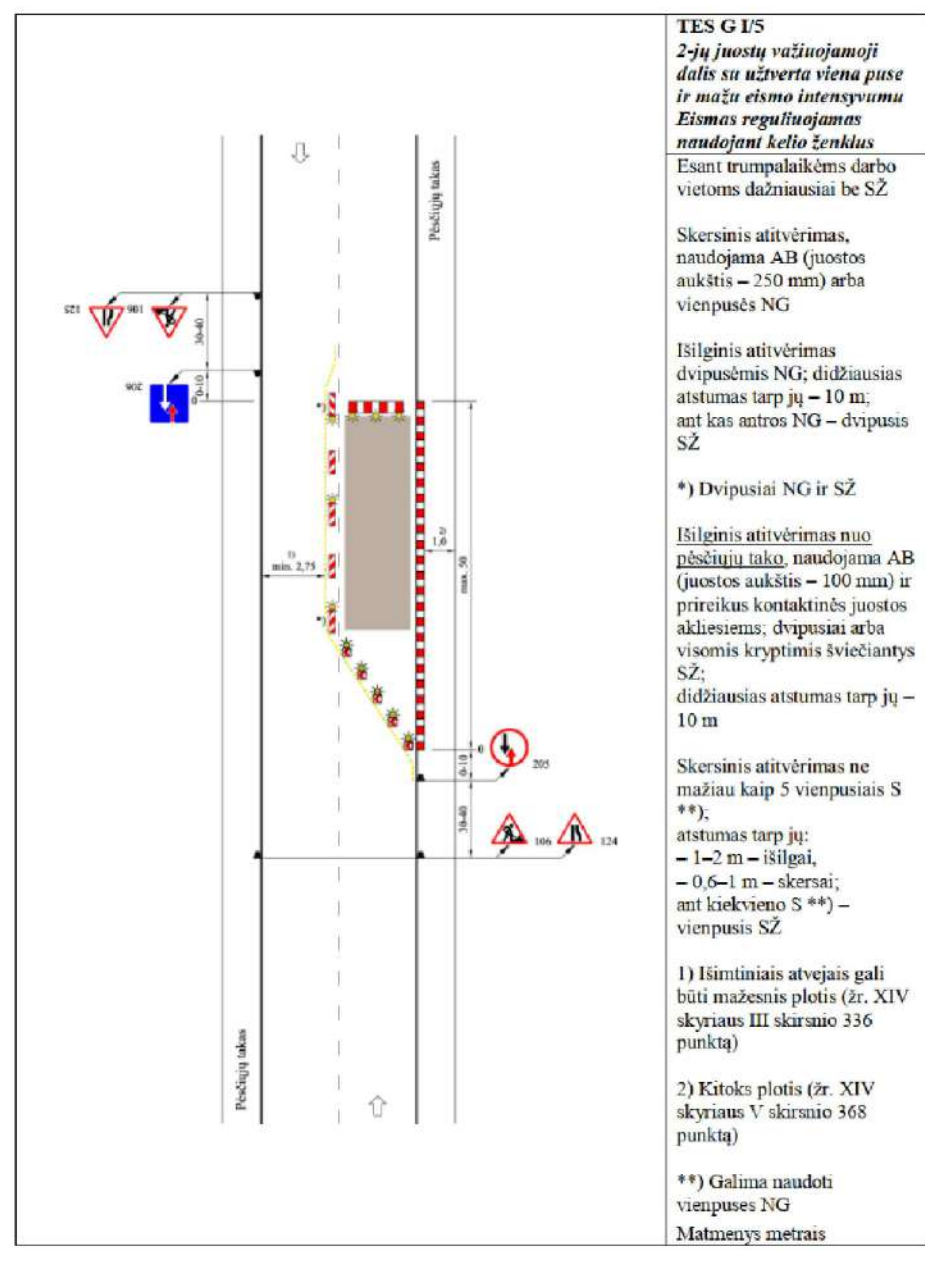 TES G I/5
2-jų juostų važiuojamoji
dalis su užtverta viena puse
ir mažu eismo intensyvumu
Eismas reguliuojamas
naudojant kelio ženklus
Esant trumpalaikėms darbo
vietoms dažniausiai be SŽ
Skersinis atitvėrimas,
naudojama AB (juostos
aukštis – 250 mm) arba
vienpusės NG
Išilginis atitvėrimas
dvipusėmis NG; didžiausias
atstumas tarp jų – 10 m;
ant kas antros NG – dvipusis
SŽ
*) Dvipusiai NG ir SŽ
Išilginis atitvėrimas nuo
pėsčiųjų tako, naudojama AB
(juostos aukštis – 100 mm) ir
prireikus kontaktinės juostos
akliesiems; dvipusiai arba
visomis kryptimis šviečiantys
SŽ;
didžiausias atstumas tarp jų –
10 m
Skersinis atitvėrimas ne
mažiau kaip 5 vienpusiais S
**);
atstumas tarp jų:
– 1–2 m – išilgai,
– 0,6–1 m – skersai;
ant kiekvieno S **) –
vienpusis SŽ
1) Išimtiniais atvejais gali
būti mažesnis plotis (žr. XIV
skyriaus III skirsnio 336
punktą)
2) Kitoks plotis (žr. XIV
skyriaus V skirsnio 368
punktą)
**) Galima naudoti
vienpuses NG
Matmenys metrais
Pėsčiųjų takas
125
106
30-40
206
0-10
0
*)
2)
1,0
1)
min. 2,75
max. 50
*)
0
205
0-10
30-40
106
124
Pėsčiųjų takas